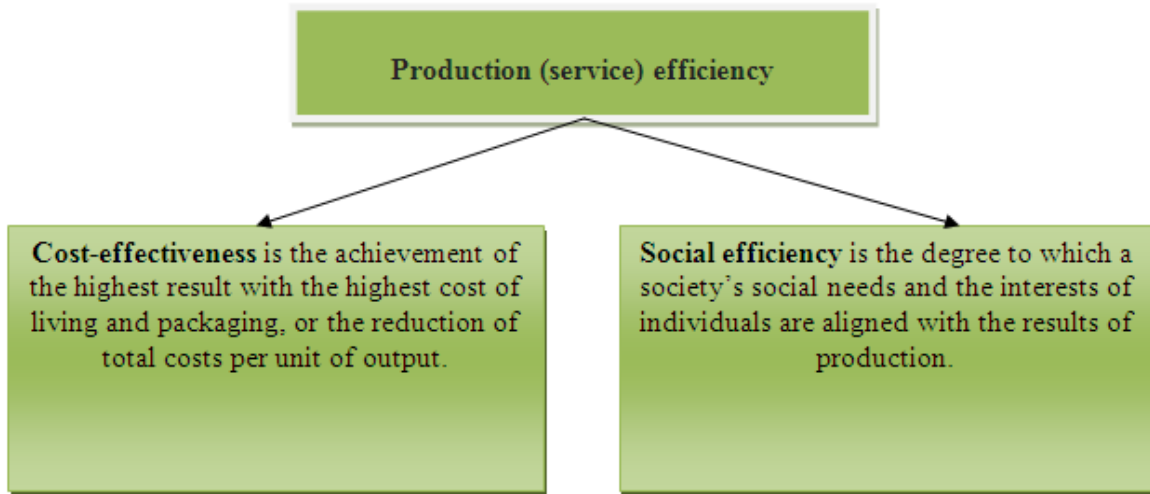 Production (service) efficiency
Cost-effectiveness is the achievement of
the highest result with the highest cost of
living and packaging, or the reduction of
total costs per unit of output.
Social efficiency is the degree to which a
society’s social needs and the interests of
individuals are aligned with the results of
production.